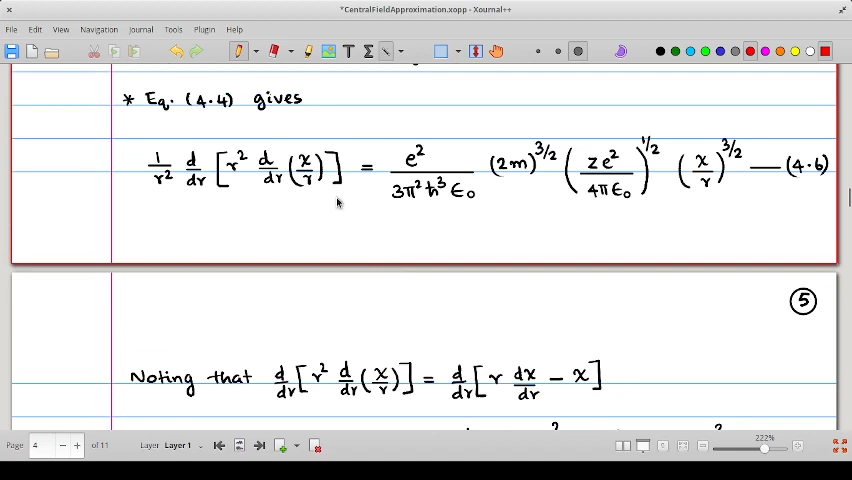 *CentralFieldApproximation.xopp - Xournal++
File Edit View Navigation Journal Tools Plugin Help
* Eq. (4.4) gives
1/r² d/dr [r² d/dr (χ/r)] = e²/(3π²ħ³ε₀) (2m)^3/2 (ze²/(4πε₀))^1/2 (χ/r)^3/2 — (4.6)
5
Noting that d/dr [r² d/dr (χ/r)] = d/dr [r dχ/dr − χ]
Page 4 of 11 Layer Layer 1 222%